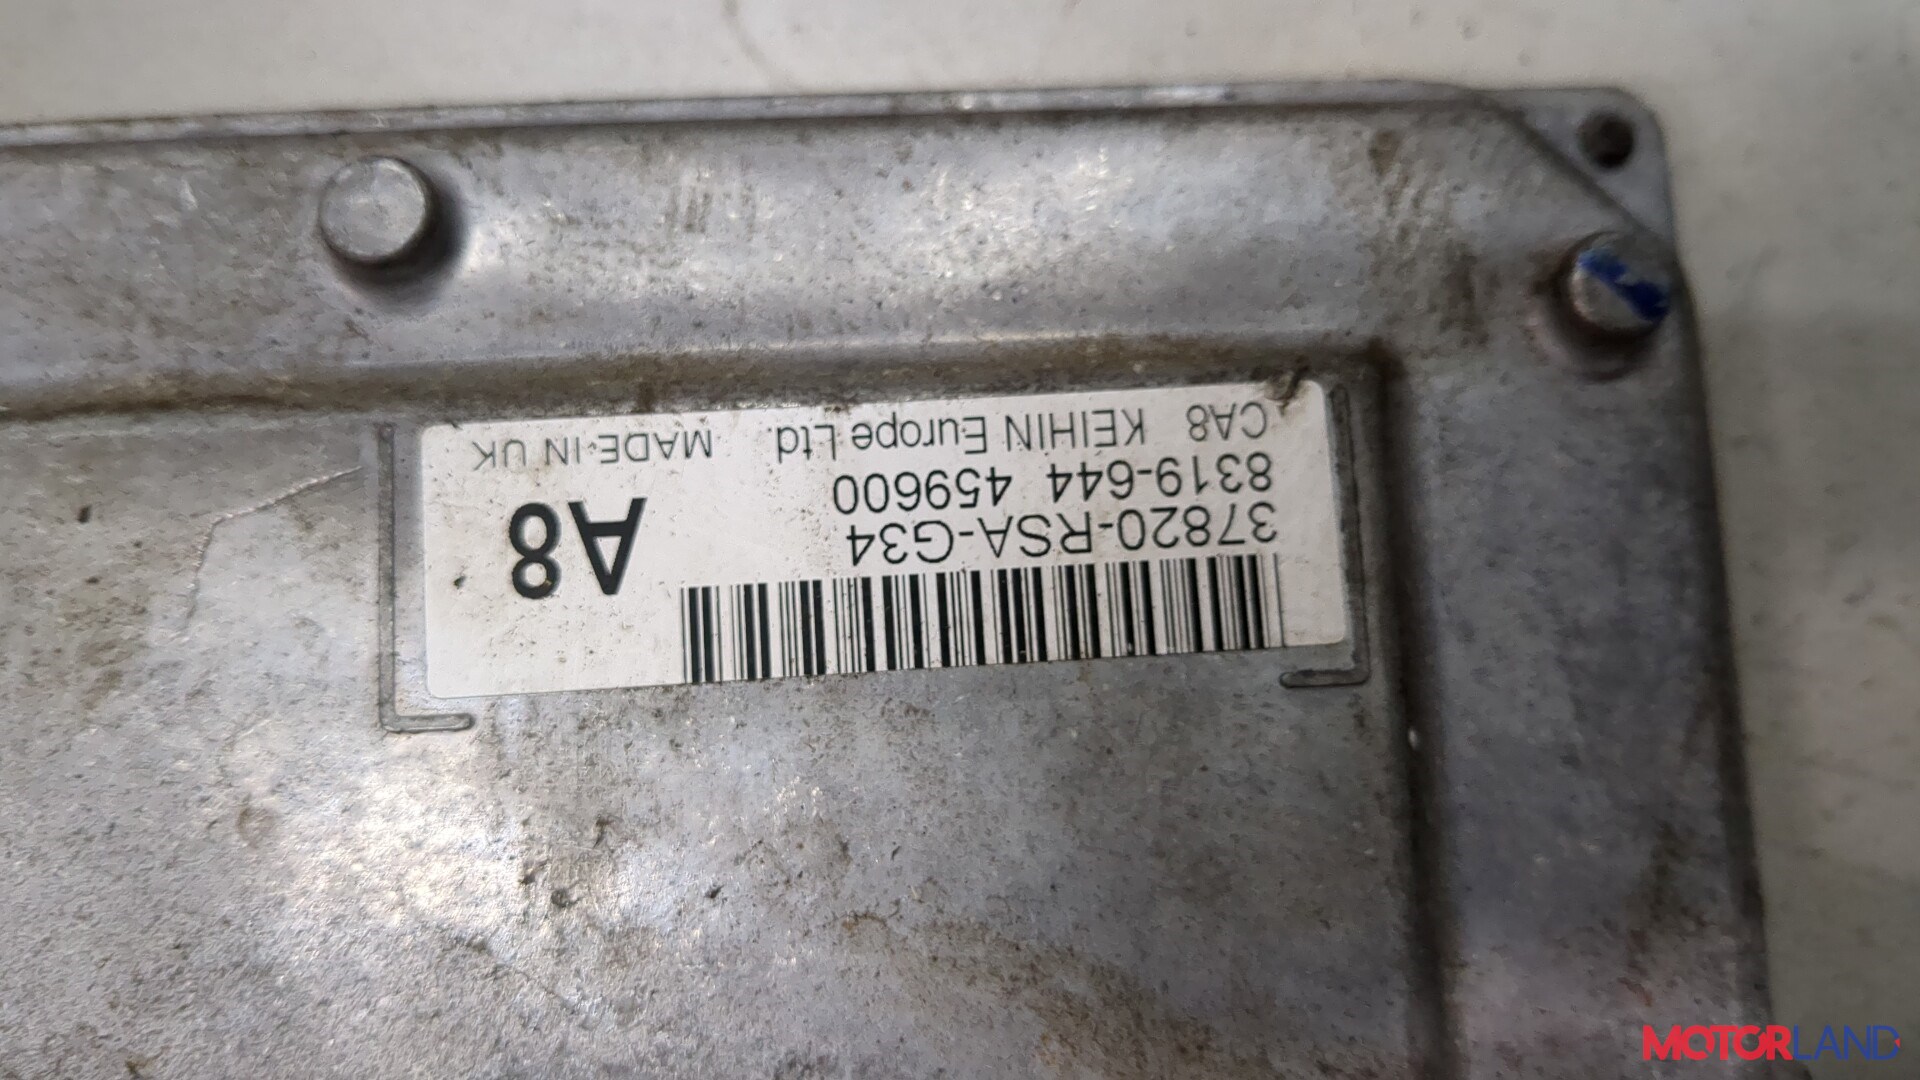 37820-RSA-G34
8319-644 459600
A8
CA8 KEIHIN Europe Ltd. MADE IN UK
MOTORLAND